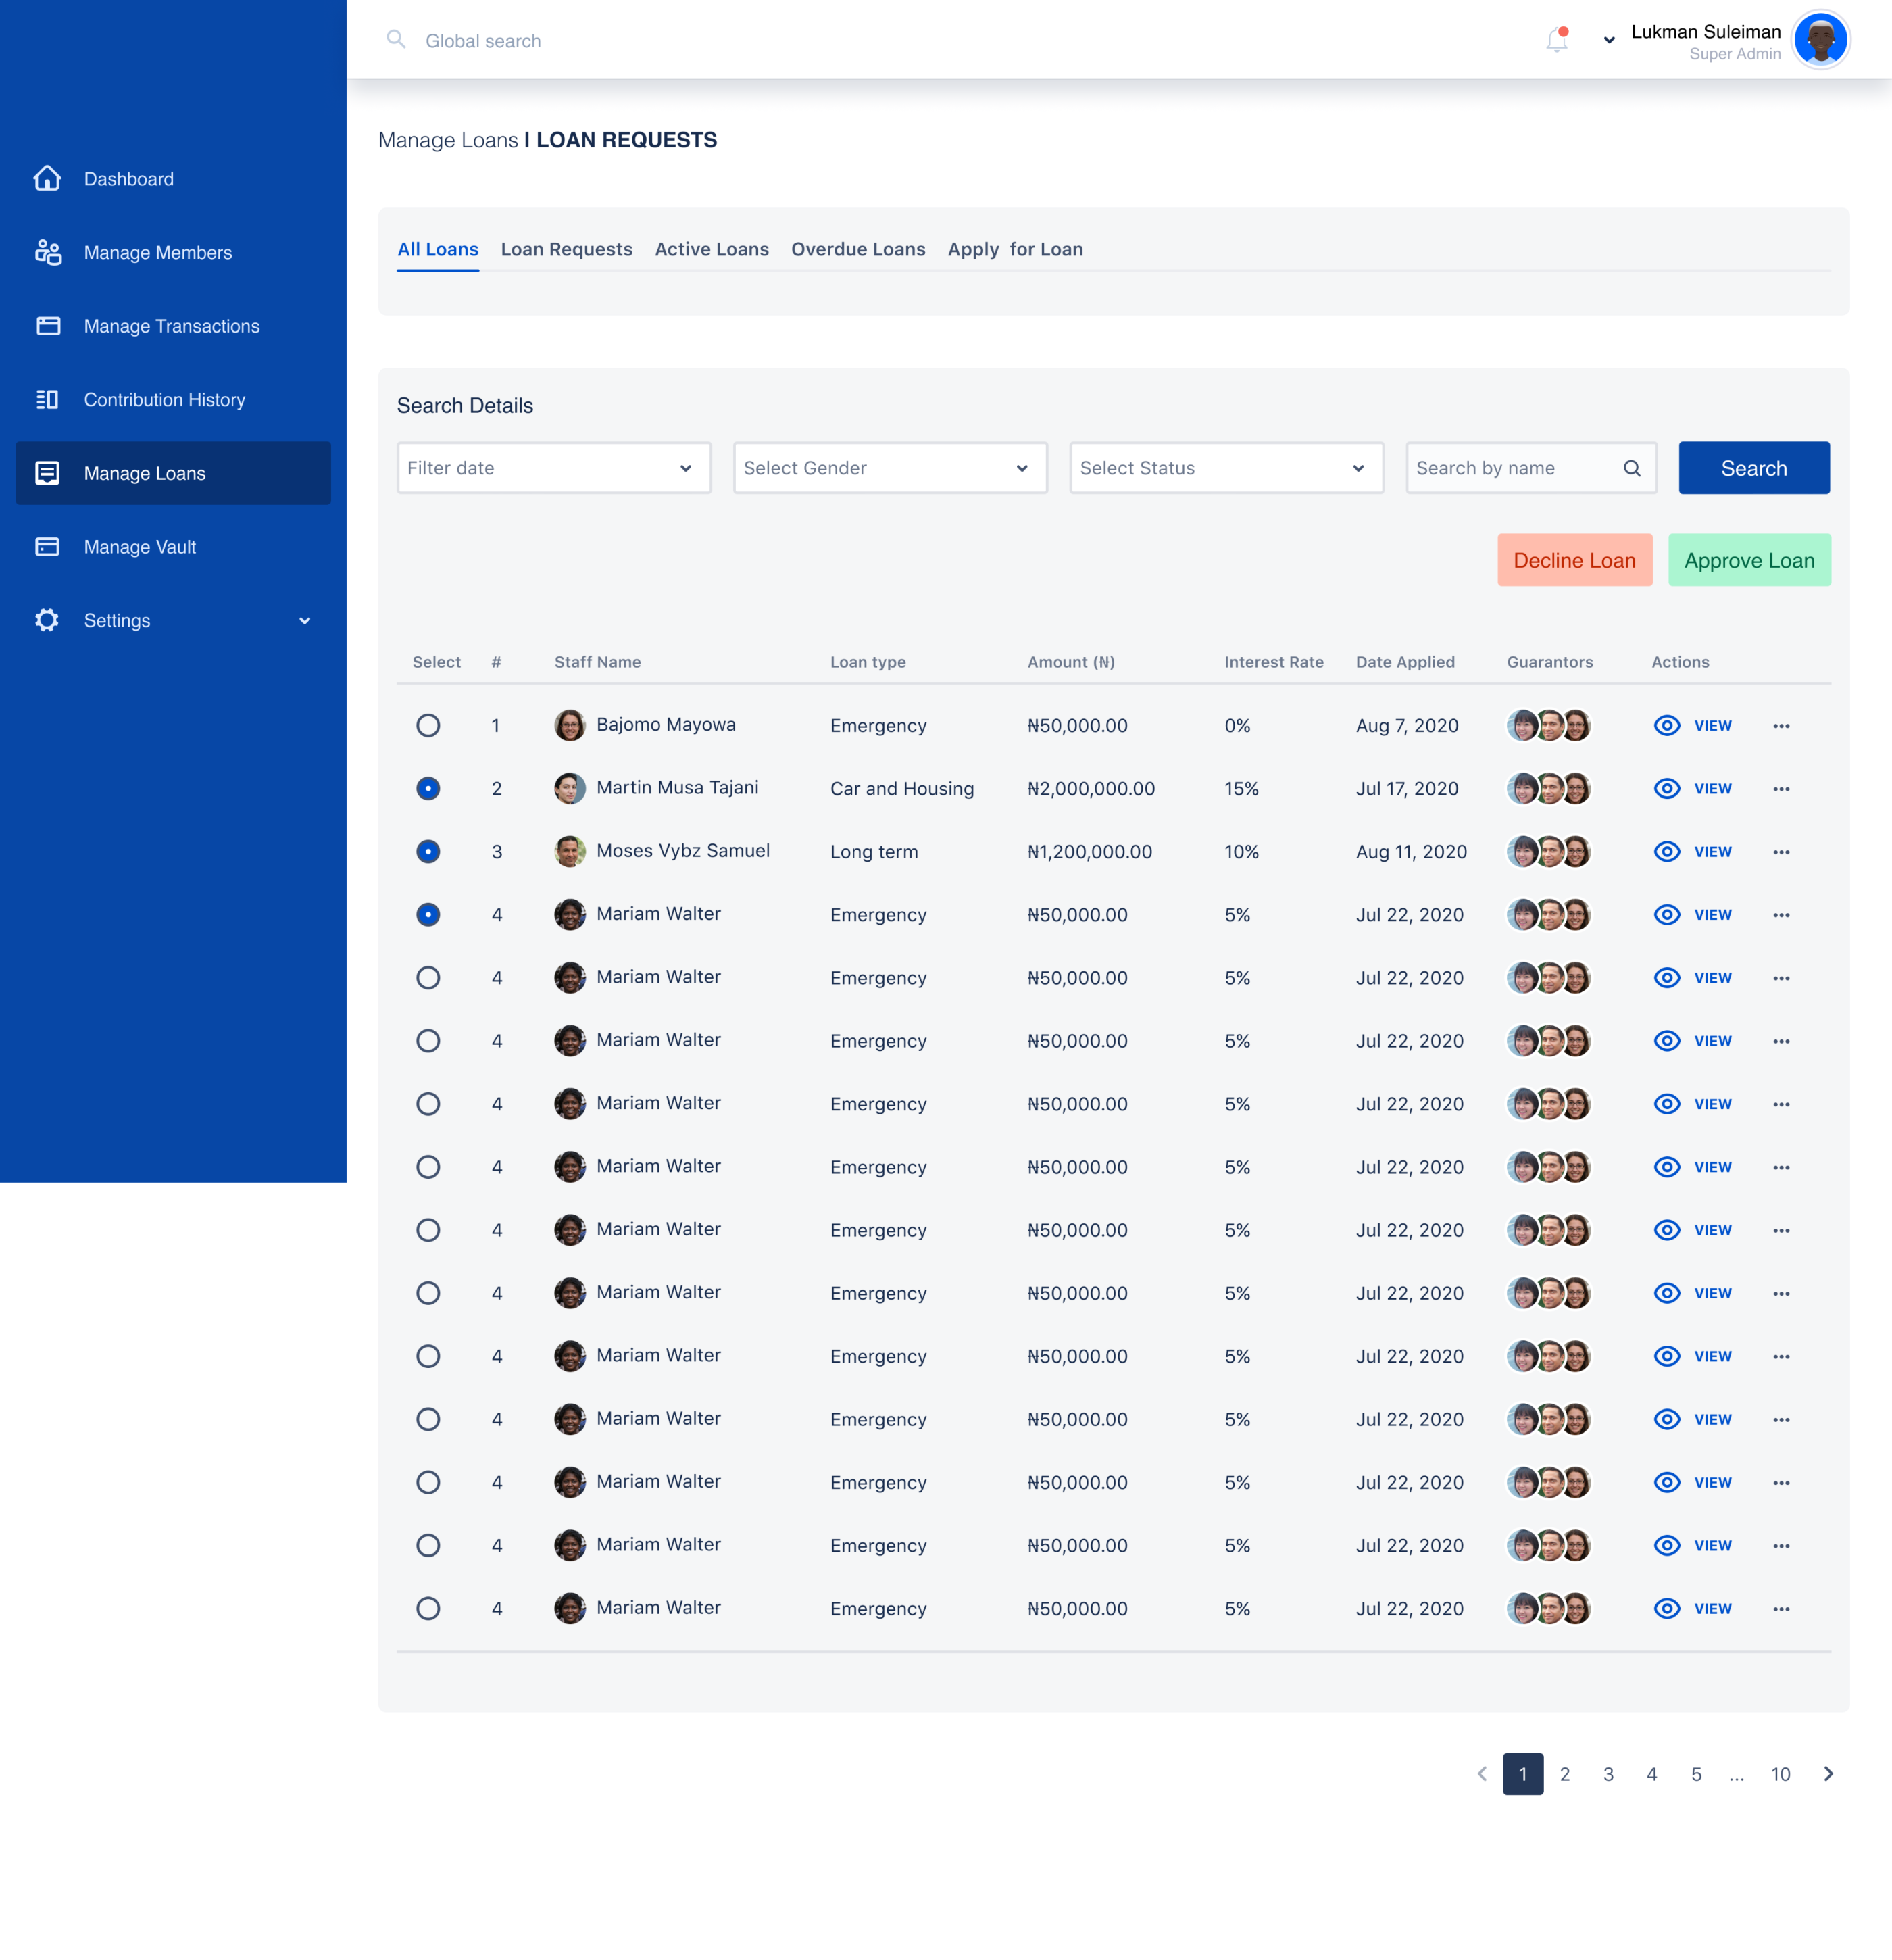 Global search
Lukman Suleiman
Super Admin
Dashboard
Manage Members
Manage Transactions
Contribution History
Manage Loans
Manage Vault
Settings
Manage Loans I LOAN REQUESTS
All Loans Loan Requests Active Loans Overdue Loans Apply for Loan
Search Details
Filter date Select Gender Select Status Search by name Search
Decline Loan Approve Loan
Select # Staff Name Loan type Amount (₦) Interest Rate Date Applied Guarantors Actions
1 Bajomo Mayowa Emergency ₦50,000.00 0% Aug 7, 2020 VIEW
2 Martin Musa Tajani Car and Housing ₦2,000,000.00 15% Jul 17, 2020 VIEW
3 Moses Vybz Samuel Long term ₦1,200,000.00 10% Aug 11, 2020 VIEW
4 Mariam Walter Emergency ₦50,000.00 5% Jul 22, 2020 VIEW
4 Mariam Walter Emergency ₦50,000.00 5% Jul 22, 2020 VIEW
4 Mariam Walter Emergency ₦50,000.00 5% Jul 22, 2020 VIEW
4 Mariam Walter Emergency ₦50,000.00 5% Jul 22, 2020 VIEW
4 Mariam Walter Emergency ₦50,000.00 5% Jul 22, 2020 VIEW
4 Mariam Walter Emergency ₦50,000.00 5% Jul 22, 2020 VIEW
4 Mariam Walter Emergency ₦50,000.00 5% Jul 22, 2020 VIEW
4 Mariam Walter Emergency ₦50,000.00 5% Jul 22, 2020 VIEW
4 Mariam Walter Emergency ₦50,000.00 5% Jul 22, 2020 VIEW
4 Mariam Walter Emergency ₦50,000.00 5% Jul 22, 2020 VIEW
4 Mariam Walter Emergency ₦50,000.00 5% Jul 22, 2020 VIEW
4 Mariam Walter Emergency ₦50,000.00 5% Jul 22, 2020 VIEW
1 2 3 4 5 ... 10